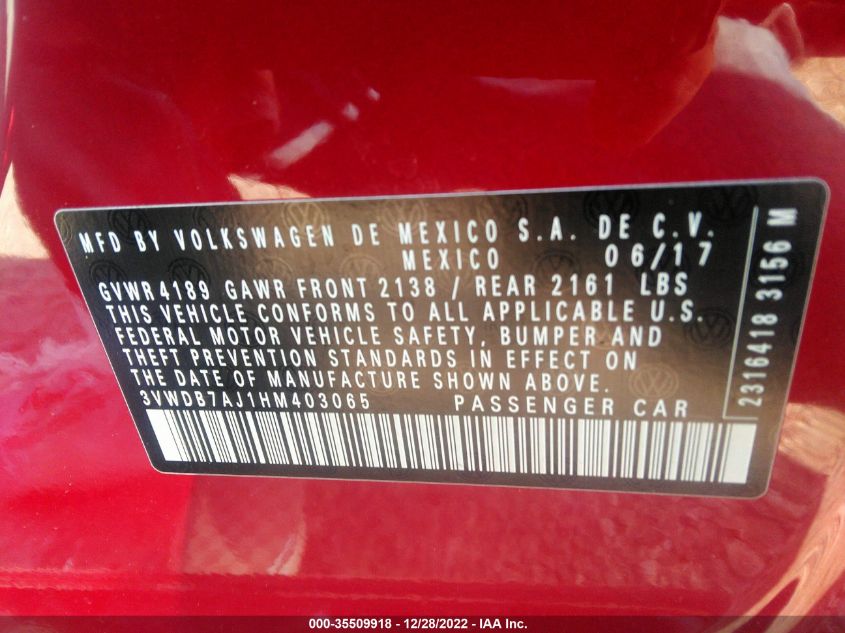 MFD BY VOLKSWAGEN DE MEXICO S.A. DE C.V.
MEXICO 06/17
GVWR 4189 GAWR FRONT 2138 / REAR 2161 LBS
THIS VEHICLE CONFORMS TO ALL APPLICABLE U.S.
FEDERAL MOTOR VEHICLE SAFETY, BUMPER AND
THEFT PREVENTION STANDARDS IN EFFECT ON
THE DATE OF MANUFACTURE SHOWN ABOVE.
3VWDB7AJ1HM403065 PASSENGER CAR
2316418 3156 M
000-35509918 - 12/28/2022 - IAA Inc.